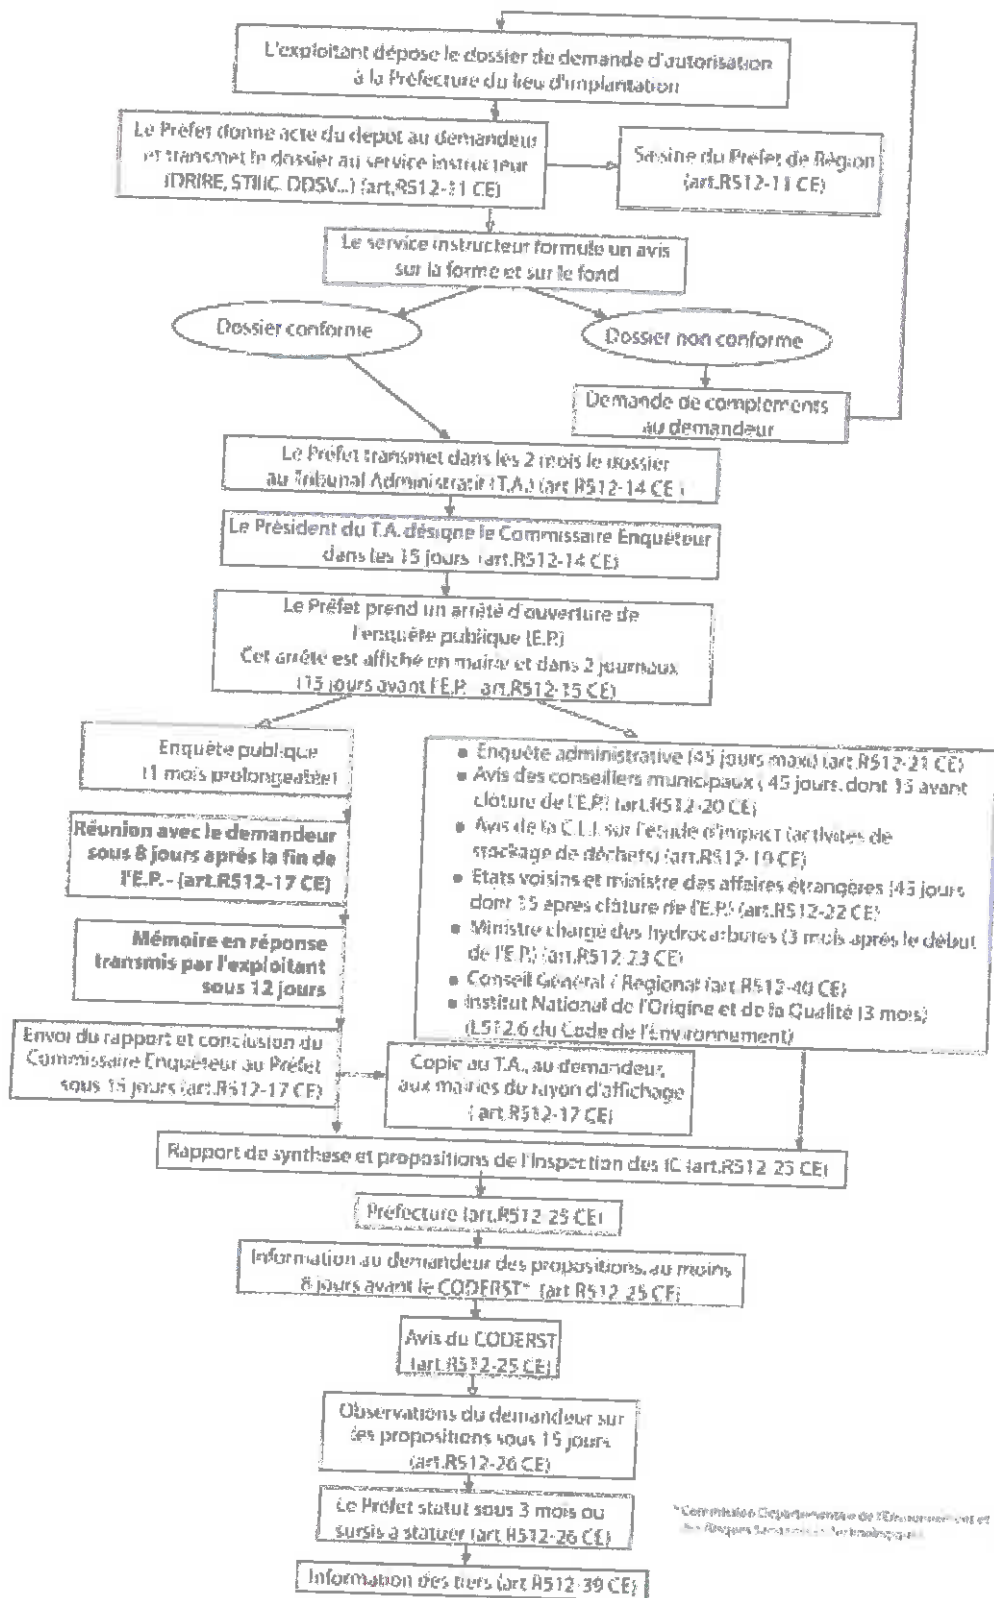 L'exploitant dépose le dossier de demande d'autorisation
à la Préfecture du lieu d'implantation
Le Préfet donne acte du dépot au demandeur
et transmet le dossier au service instructeur
(DRIRE, STIIIC, DDSV...) (art.R512-11 CE)
Saisine du Préfet de Région
(art.R512-11 CE)
Le service instructeur formule un avis
sur la forme et sur le fond
Dossier conforme
Dossier non conforme
Demande de complements
au demandeur
Le Préfet transmet dans les 2 mois le dossier
au Tribunal Administratif (T.A.) (art.R512-14 CE)
Le Président du T.A. désigne le Commissaire Enquêteur
dans les 15 jours (art.R512-14 CE)
Le Préfet prend un arrêté d'ouverture de
l'enquête publique (E.P.)
Cet arrêté est affiché en mairie et dans 2 journaux
(15 jours avant l'E.P. art.R512-15 CE)
Enquête publique
(1 mois prolongeable)
Réunion avec le demandeur
sous 8 jours après la fin de
l'E.P. - (art.R512-17 CE)
Mémoire en réponse
transmis par l'exploitant
sous 12 jours
Envoi du rapport et conclusion du
Commissaire Enquêteur au Préfet
sous 15 jours (art.R512-17 CE)
• Enquête administrative (45 jours maxi) (art.R512-21 CE)
• Avis des conseillers municipaux (45 jours dont 15 avant
clôture de l'E.P.) (art.R512-20 CE)
• Avis de la C.L.I. sur l'étude d'impact (activités de
stockage de déchets) (art.R512-19 CE)
• Etats voisins et ministre des affaires étrangères (45 jours
dont 15 apres clôture de l'E.P.) (art.R512-22 CE)
• Ministre chargé des hydrocarbures (3 mois après le début
de l'E.P.) (art.R512-23 CE)
• Conseil Général / Regional (art.R512-40 CE)
• Institut National de l'Origine et de la Qualité (3 mois)
(L512.6 du Code de l'Environnement)
Copie au T.A., au demandeur,
aux mairies du rayon d'affichage
(art.R512-17 CE)
Rapport de synthese et propositions de l'Inspection des IC (art.R512-25 CE)
Préfecture (art.R512-25 CE)
Information au demandeur des propositions, au moins
8 jours avant le CODERST* (art.R512-25 CE)
Avis du CODERST
(art.R512-25 CE)
Observations du demandeur sur
les propositions sous 15 jours
(art.R512-26 CE)
Le Préfet statut sous 3 mois ou
sursis à statuer (art.R512-26 CE)
*Commission Départementale de l'Environnement et
des Risques Sanitaires et Technologiques
Information des tiers (art.R512-39 CE)